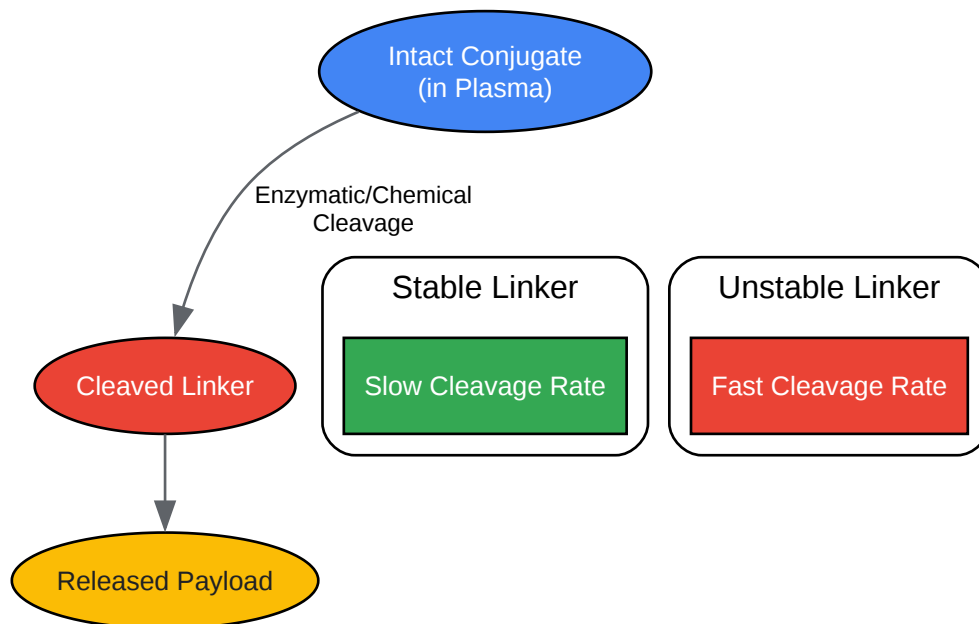 Intact Conjugate
(in Plasma)
Enzymatic/Chemical
Cleavage
Stable Linker
Unstable Linker
Cleaved Linker
Slow Cleavage Rate
Fast Cleavage Rate
Released Payload